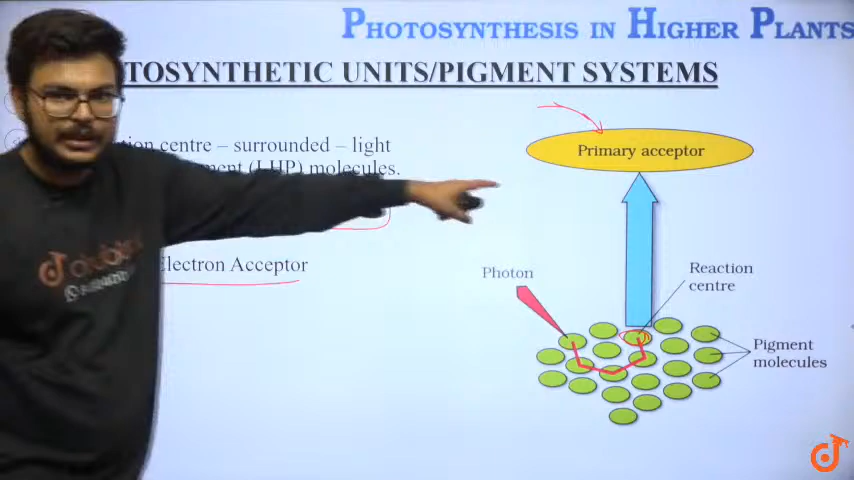 PHOTOSYNTHESIS IN HIGHER PLANTS
TOSYNTHETIC UNITS/PIGMENT SYSTEMS
tion centre – surrounded – light
(LHP) molecules.
Electron Acceptor
Primary acceptor
Photon
Reaction
centre
Pigment
molecules